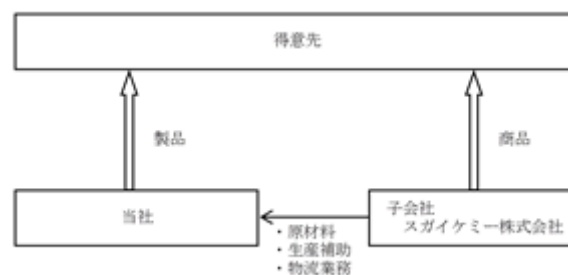 得意先
製品
商品
当社
子会社
スガイケミー株式会社
・原材料
・生産補助
・物流業務